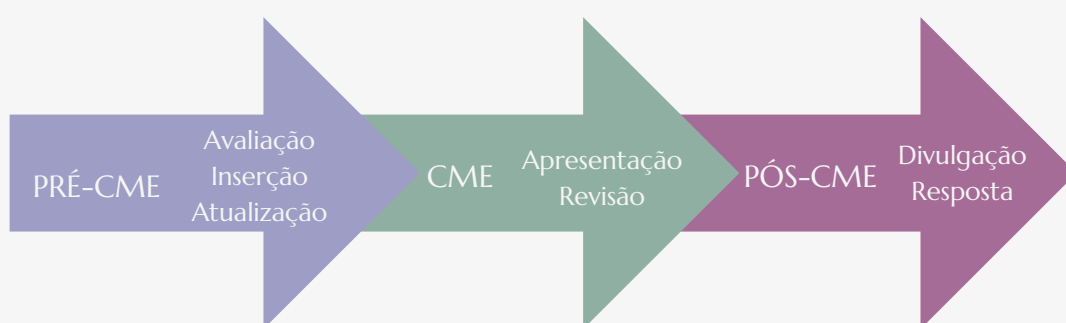 PRÉ-CME
Avaliação
Inserção
Atualização
CME
Apresentação
Revisão
PÓS-CME
Divulgação
Resposta